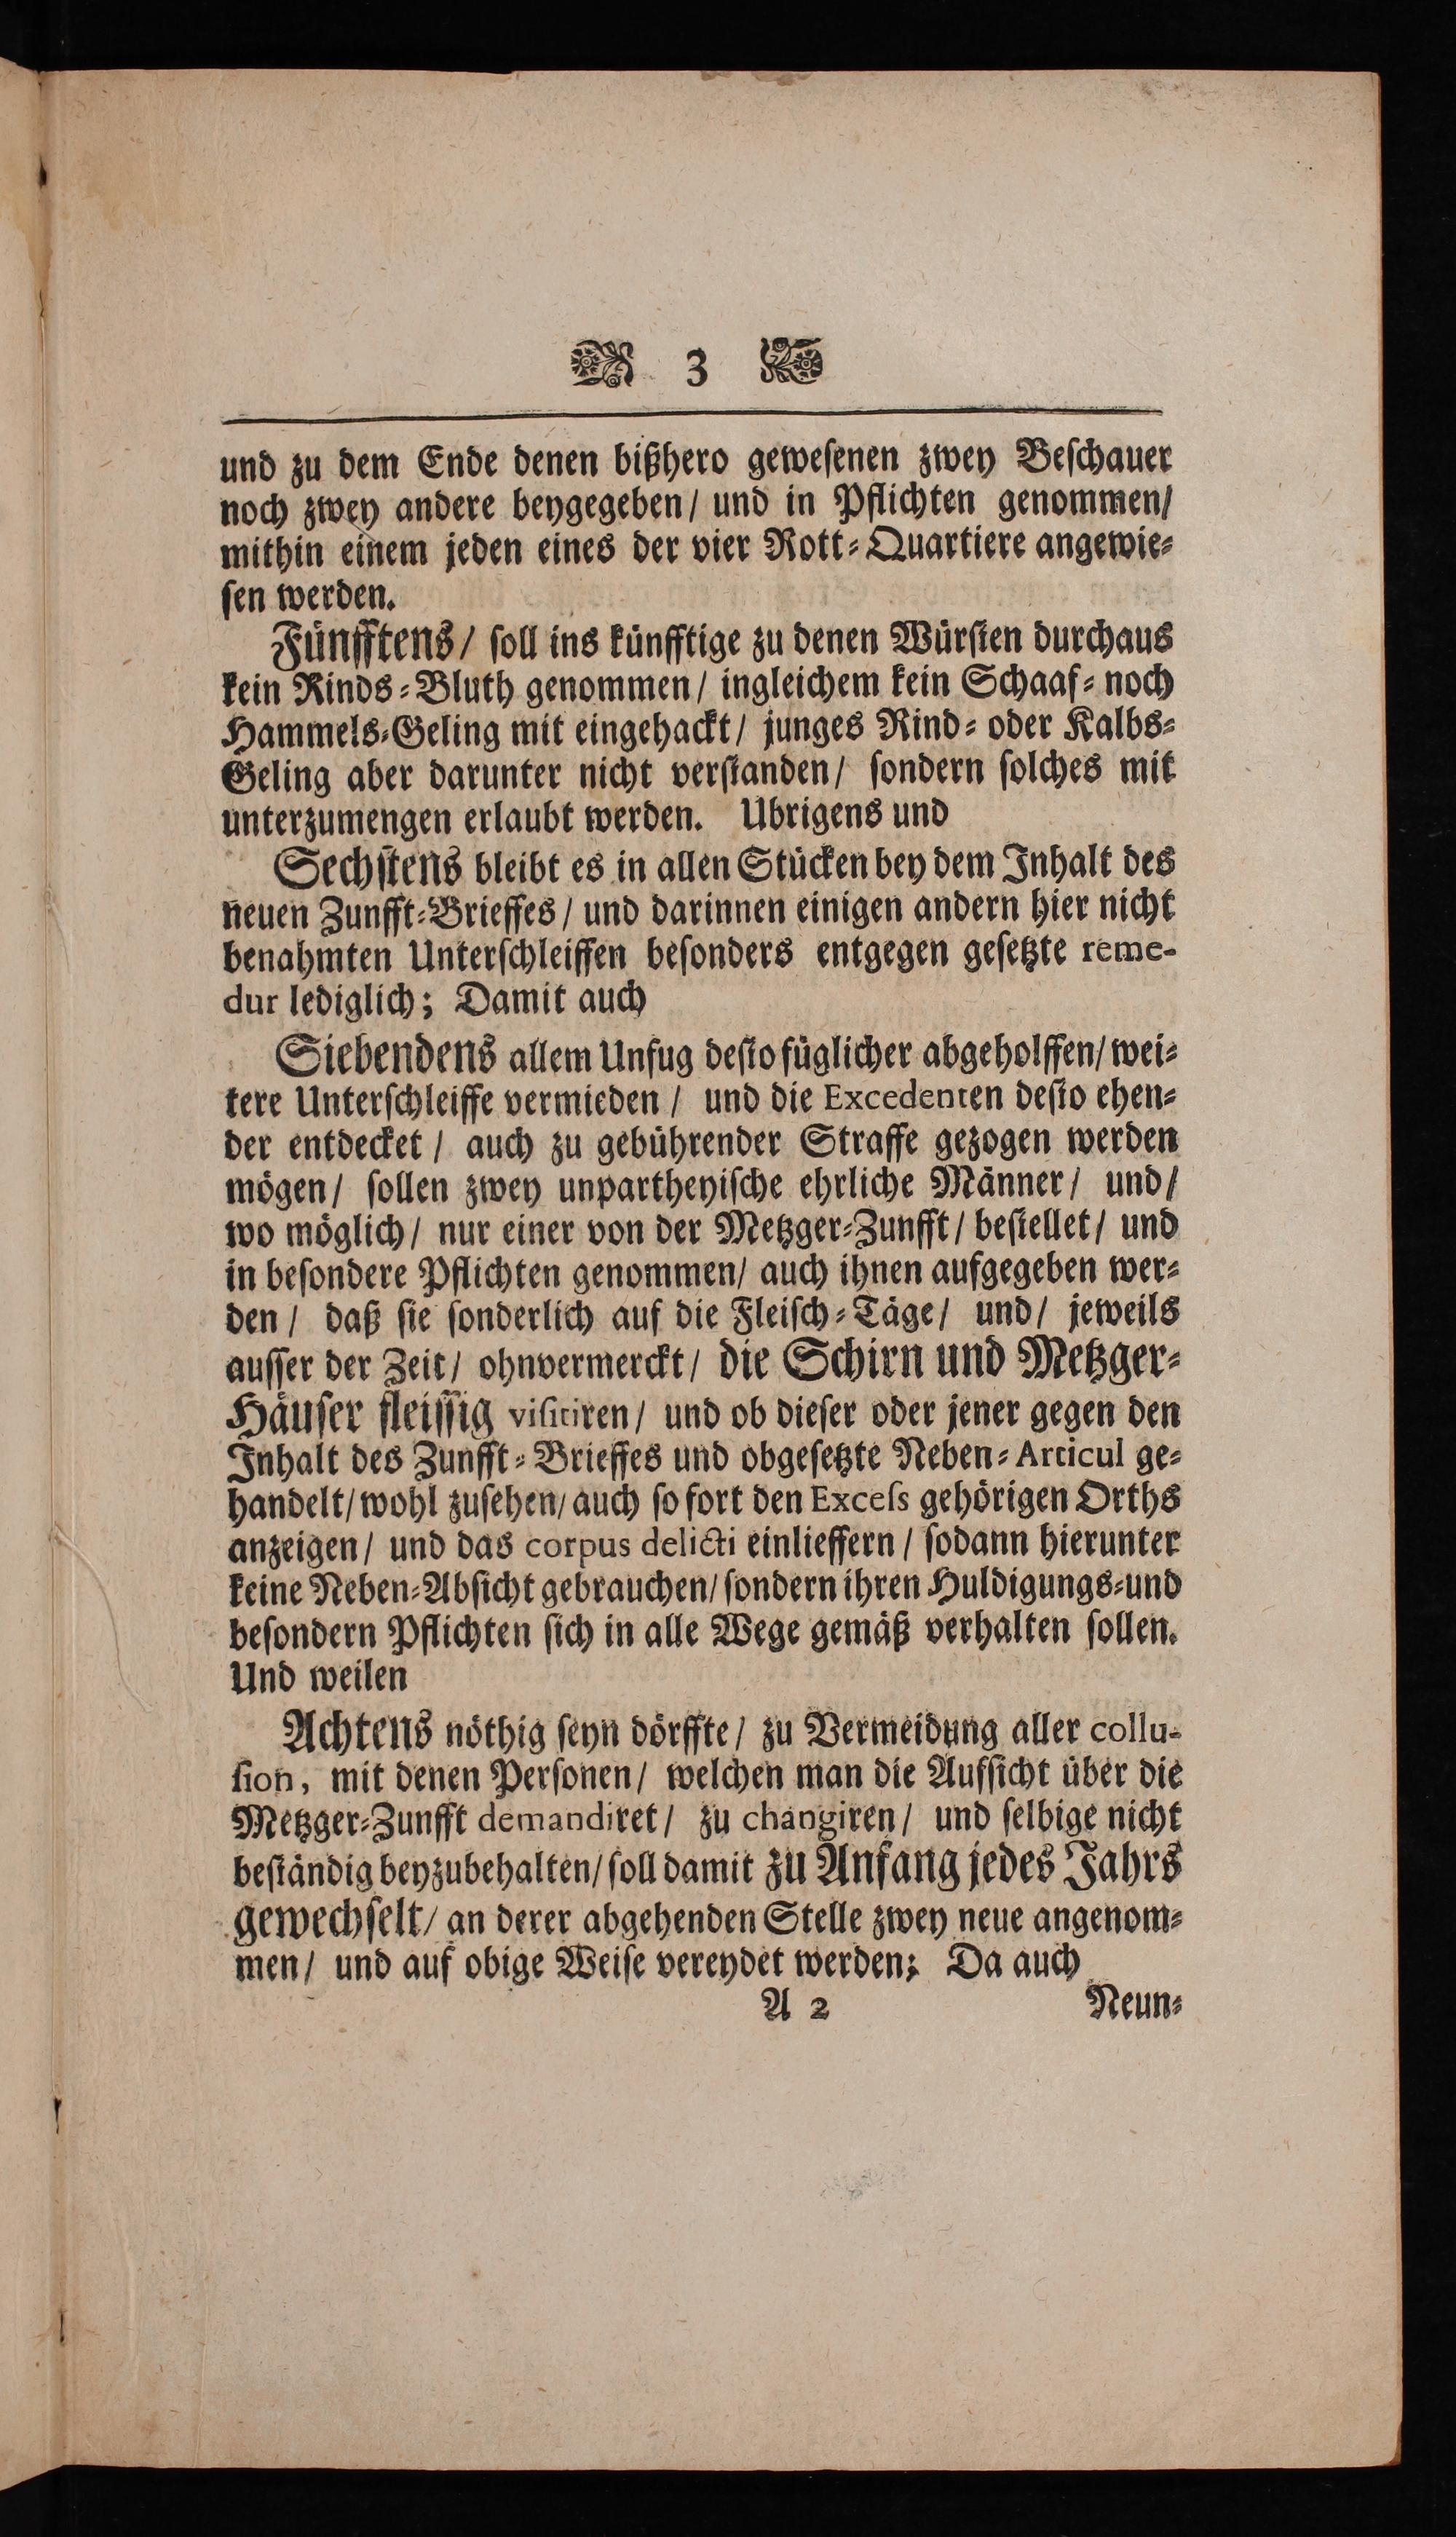 3
und zu dem Ende denen bißhero geweſenen zwey Beſchauer
noch zwey andere beygegeben/ und in Pflichten genommen/
mithin einem jeden eines der vier Rott⸗Quartiere angewie⸗
ſen werden.
Fünfftens/ ſoll ins künfftige zu denen Würſten durchaus
kein Rinds⸗Bluth genommen/ ingleichem kein Schaaf⸗ noch
Hammels⸗Geling mit eingehackt/ junges Rind⸗ oder Kalbs⸗
Geling aber darunter nicht verſtanden/ ſondern ſolches mit
unterzumengen erlaubt werden. Ubrigens und
Sechſtens bleibt es in allen Stücken bey dem Inhalt des
neuen Zunfft⸗Brieffes/ und darinnen einigen andern hier nicht
benahmten Unterſchleiffen beſonders entgegen geſetzte reme-
dur lediglich; Damit auch
Siebendens allem Unfug deſto füglicher abgeholffen/ wei⸗
tere Unterſchleiffe vermieden/ und die Excedenten deſto ehen⸗
der entdecket/ auch zu gebührender Straffe gezogen werden
mögen/ ſollen zwey unpartheyiſche ehrliche Männer/ und/
wo möglich/ nur einer von der Metzger⸗Zunfft/ beſtellet/ und
in beſondere Pflichten genommen/ auch ihnen aufgegeben wer⸗
den/ daß ſie ſonderlich auf die Fleiſch⸗Täge/ und/ jeweils
auſſer der Zeit/ ohnvermerckt/ die Schirn und Metzger⸗
Häuſer fleiſſig viſitiren/ und ob dieſer oder jener gegen den
Inhalt des Zunfft⸗Brieffes und obgeſetzte Neben⸗Articul ge⸗
handelt/ wohl zuſehen/ auch ſo fort den Exceſs gehörigen Orths
anzeigen/ und das corpus delicti einlieffern/ ſodann hierunter
keine Neben⸗Abſicht gebrauchen/ ſondern ihren Huldigungs⸗und
beſondern Pflichten ſich in alle Wege gemäß verhalten ſollen.
Und weilen
Achtens nöthig ſeyn dörffte/ zu Vermeidung aller collu-
ſion, mit denen Perſonen/ welchen man die Aufſicht über die
Metzger⸗Zunfft demandiret/ zu changiren/ und ſelbige nicht
beſtändig beyzubehalten/ ſoll damit zu Anfang jedes Jahrs
gewechſelt/ an derer abgehenden Stelle zwey neue angenom⸗
men/ und auf obige Weiſe vereydet werden; Da auch
A 2 Neun⸗